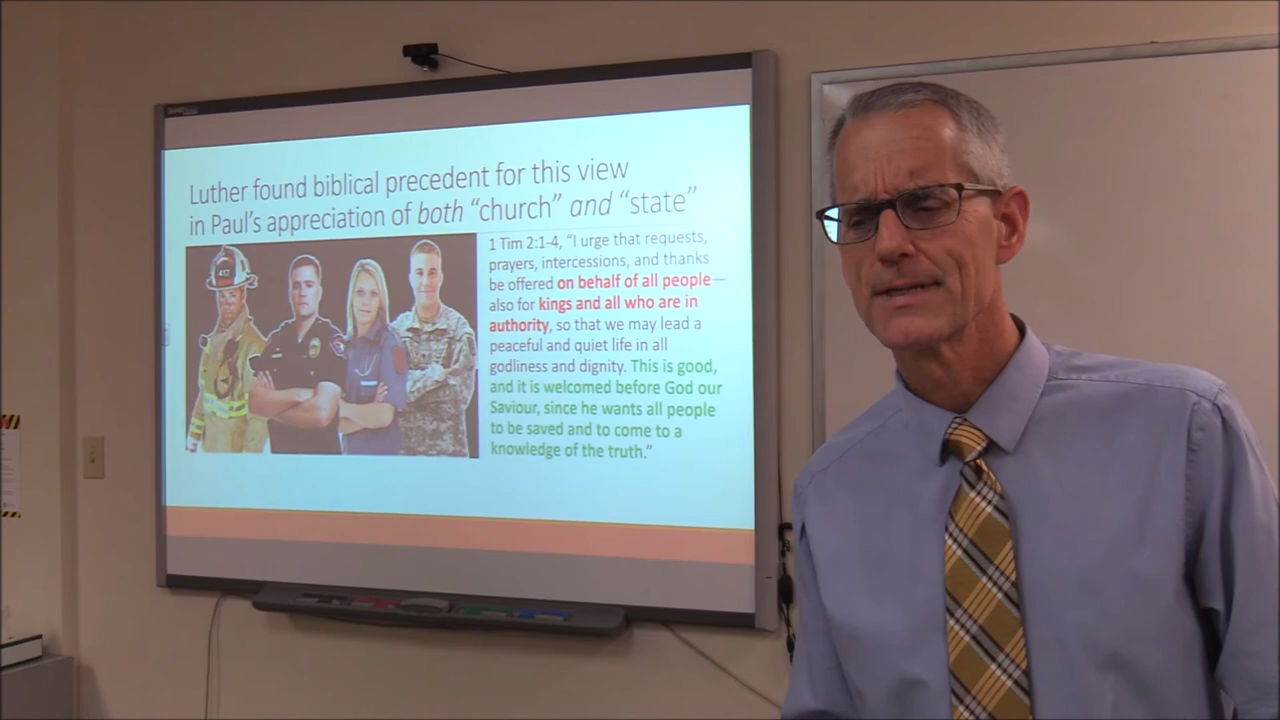 Luther found biblical precedent for this view
in Paul's appreciation of both “church” and “state”
417
1 Tim 2:1-4, “I urge that requests,
prayers, intercessions, and thanks
be offered on behalf of all people—
also for kings and all who are in
authority, so that we may lead a
peaceful and quiet life in all
godliness and dignity. This is good,
and it is welcomed before God our
Saviour, since he wants all people
to be saved and to come to a
knowledge of the truth.”